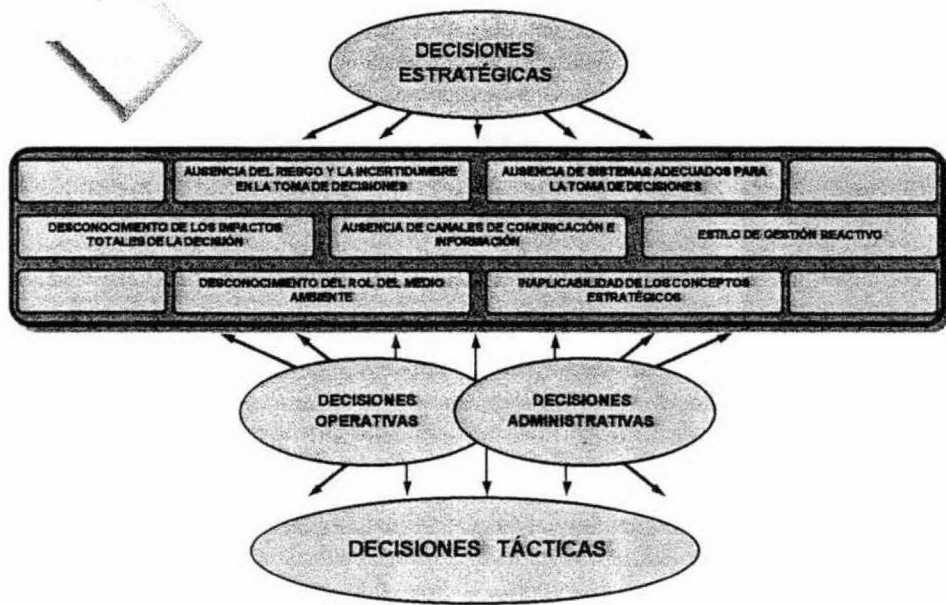 DECISIONES
ESTRATÉGICAS
AUSENCIA DEL RIESGO Y LA INCERTIDUMBRE
EN LA TOMA DE DECISIONES
AUSENCIA DE SISTEMAS ADECUADOS PARA
LA TOMA DE DECISIONES
DESCONOCIMIENTO DE LOS IMPACTOS
TOTALES DE LA DECISIÓN
AUSENCIA DE CANALES DE COMUNICACIÓN E
INFORMACIÓN
ESTILO DE GESTIÓN REACTIVO
DESCONOCIMIENTO DEL ROL DEL MEDIO
AMBIENTE
INAPLICABILIDAD DE LOS CONCEPTOS
ESTRATÉGICOS
DECISIONES
OPERATIVAS
DECISIONES
ADMINISTRATIVAS
DECISIONES TÁCTICAS